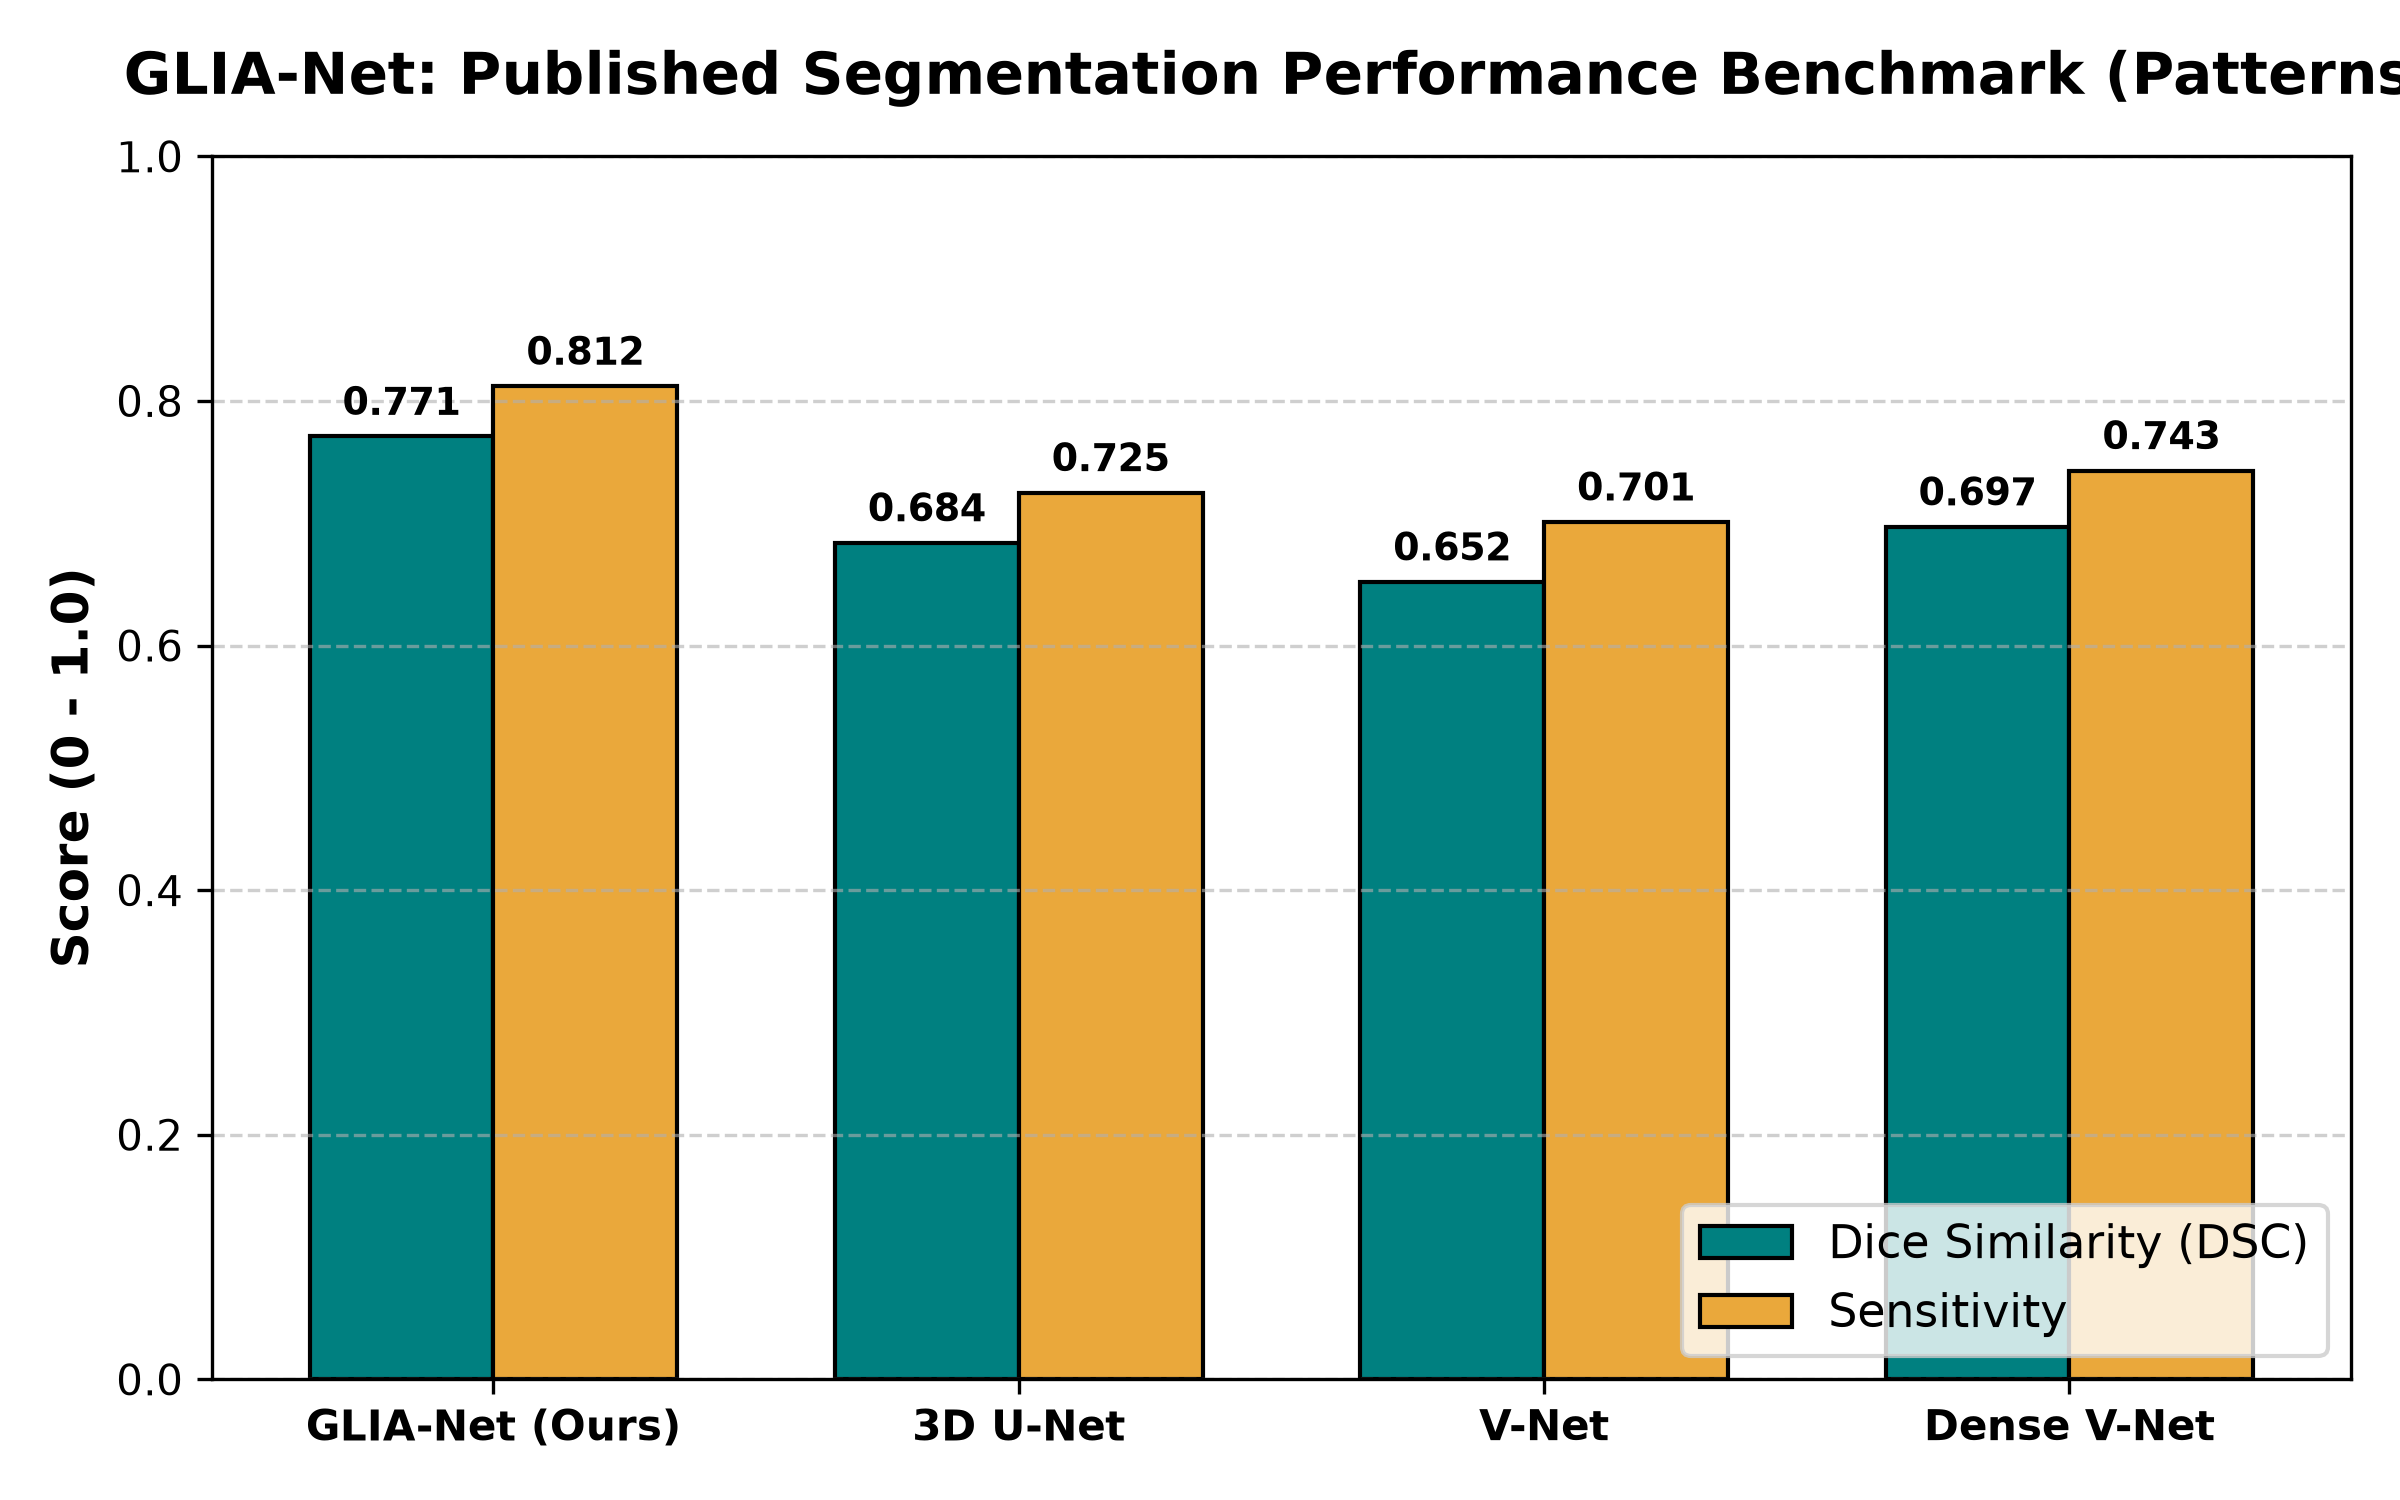 GLIA-Net: Published Segmentation Performance Benchmark (Patterns
1.0
0.8
0.6
0.4
0.2
0.0
Score (0 - 1.0)
0.771
0.812
0.684
0.725
0.652
0.701
0.697
0.743
Dice Similarity (DSC)
Sensitivity
GLIA-Net (Ours)
3D U-Net
V-Net
Dense V-Net